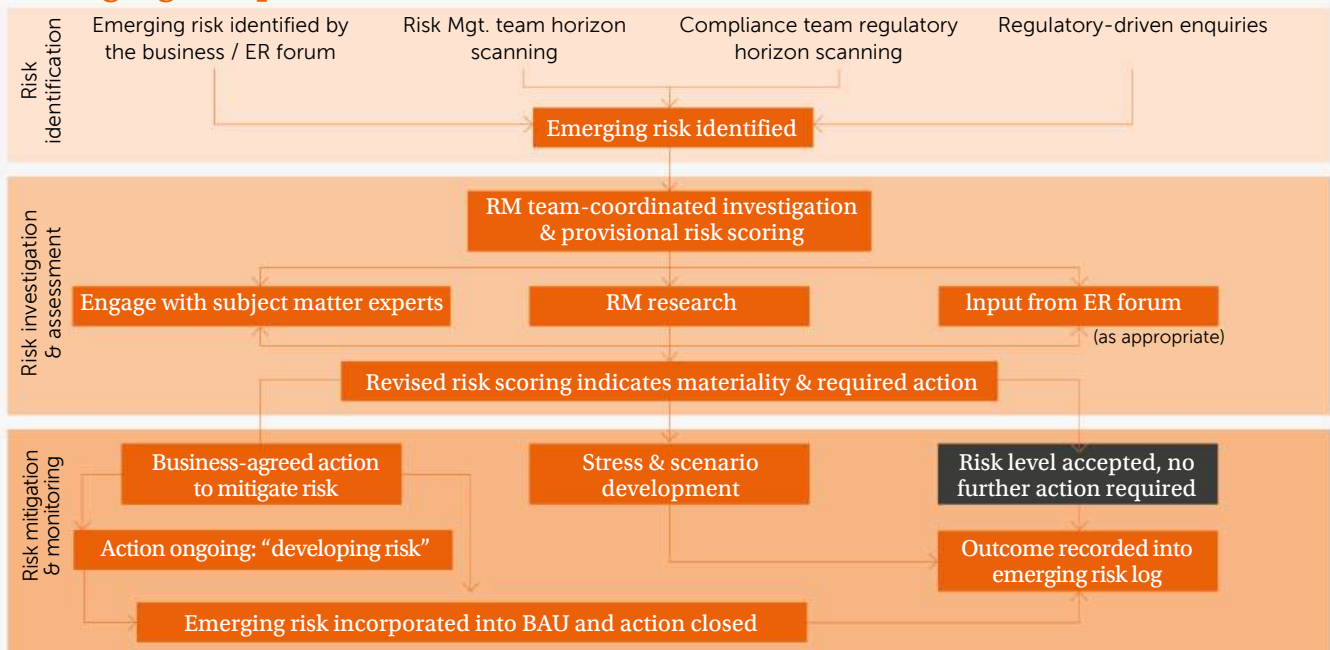 Emerging risk identified by
the business / ER forum
Risk Mgt. team horizon
scanning
Compliance team regulatory
horizon scanning
Regulatory-driven enquiries
Risk
identification
Emerging risk identified
Risk investigation
& assessment
RM team-coordinated investigation
& provisional risk scoring
Engage with subject matter experts
RM research
Input from ER forum
(as appropriate)
Revised risk scoring indicates materiality & required action
Risk mitigation
& monitoring
Business-agreed action
to mitigate risk
Stress & scenario
development
Risk level accepted, no
further action required
Action ongoing: “developing risk”
Outcome recorded into
emerging risk log
Emerging risk incorporated into BAU and action closed